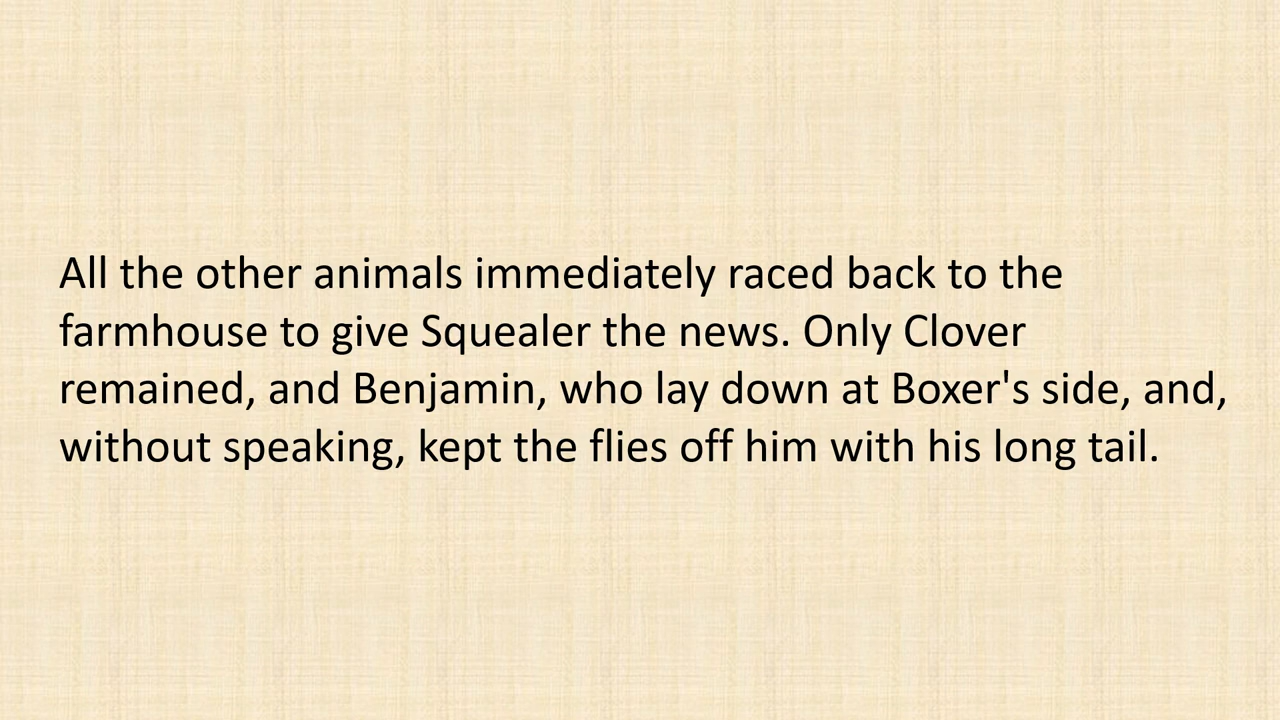 All the other animals immediately raced back to the
farmhouse to give Squealer the news. Only Clover
remained, and Benjamin, who lay down at Boxer's side, and,
without speaking, kept the flies off him with his long tail.